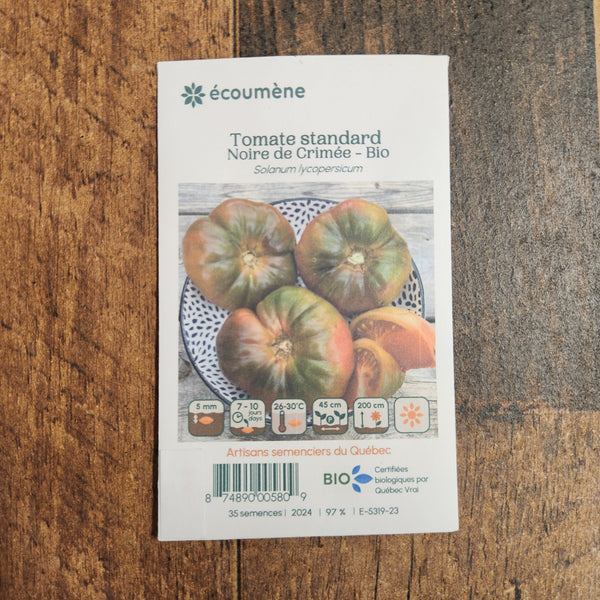 écoumène
Tomate standard
Noire de Crimée - Bio
Solanum lycopersicum
5 mm
7 - 10
jours
days
26-30°C
45 cm
P
200 cm
Artisans semenciers du Québec
8 74890 00580 9
BIO
Certifiées
biologiques par
Québec Vrai
35 semences | 2024 | 97 % | E-5319-23